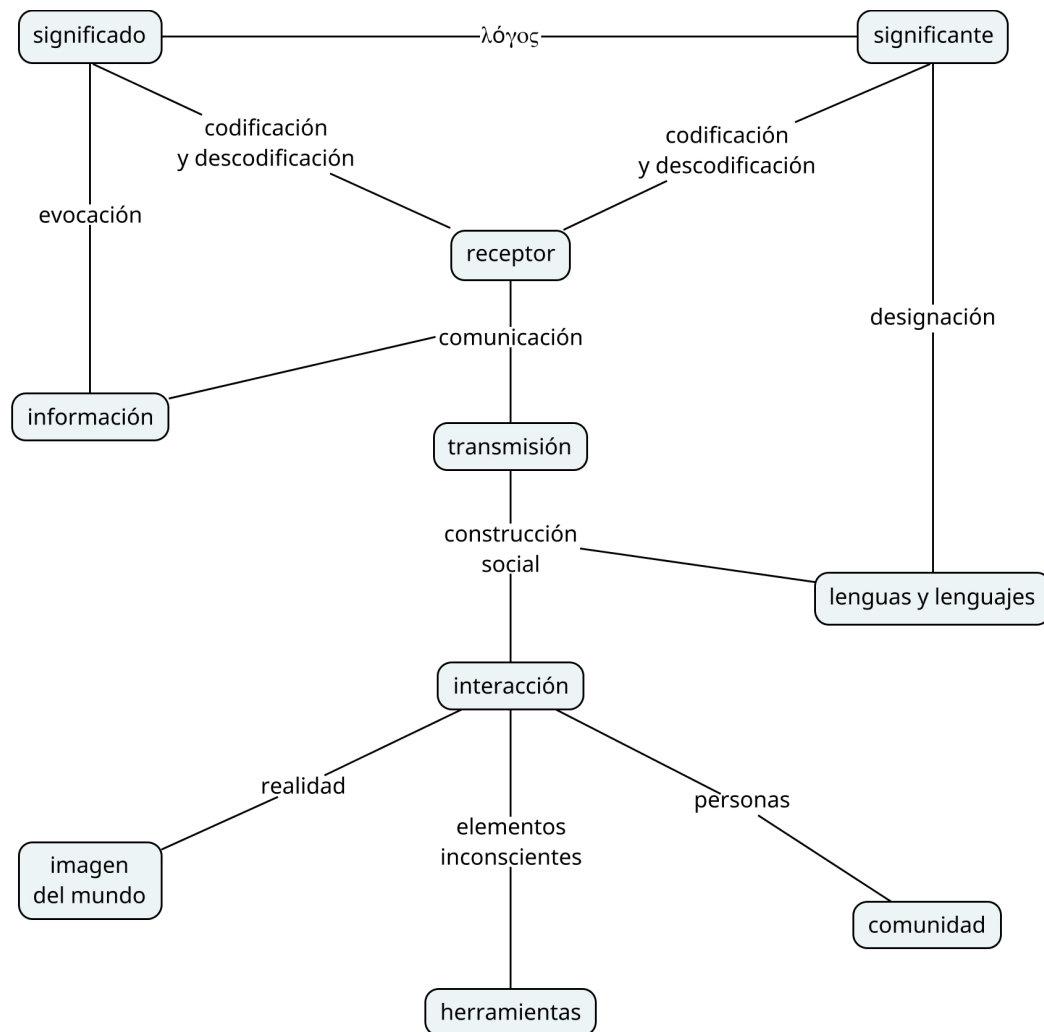 significado
λόγος
significante
codificación
y descodificación
codificación
y descodificación
evocación
receptor
designación
comunicación
información
transmisión
construcción
social
lenguas y lenguajes
interacción
realidad
personas
elementos
inconscientes
imagen
del mundo
comunidad
herramientas